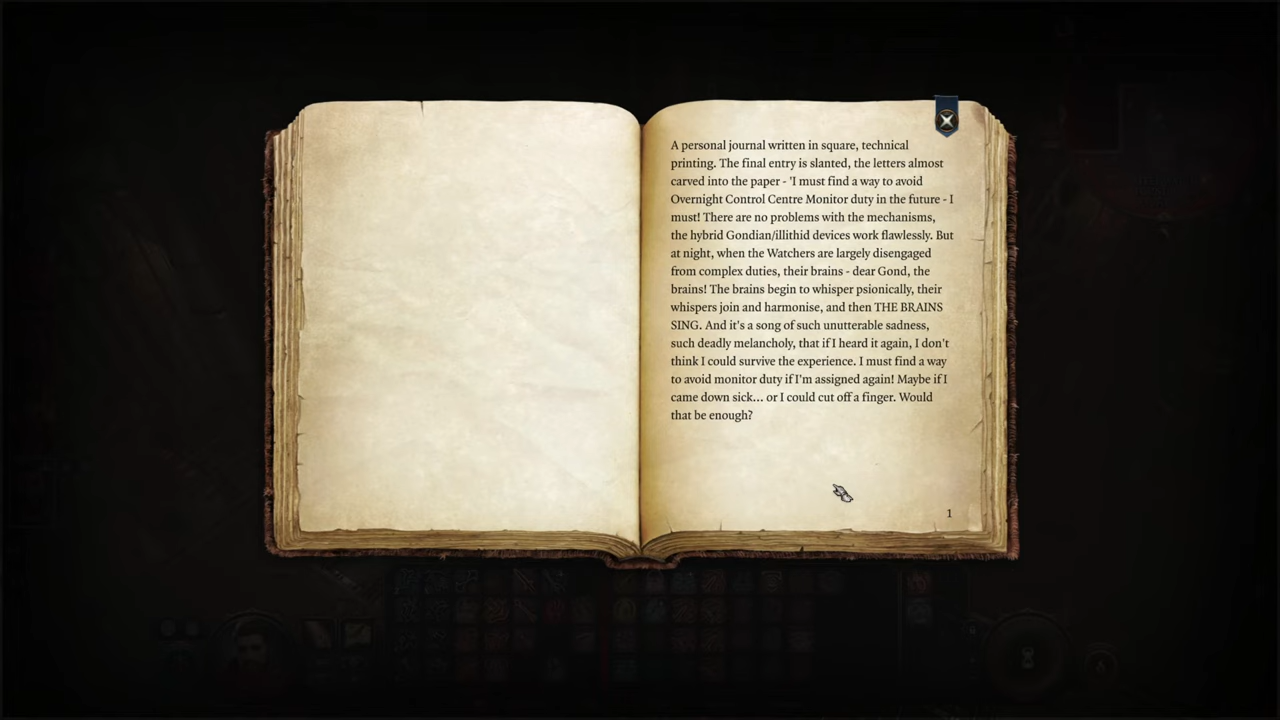 A personal journal written in square, technical
printing. The final entry is slanted, the letters almost
carved into the paper - 'I must find a way to avoid
Overnight Control Centre Monitor duty in the future - I
must! There are no problems with the mechanisms,
the hybrid Gondian/illithid devices work flawlessly. But
at night, when the Watchers are largely disengaged
from complex duties, their brains - dear Gond, the
brains! The brains begin to whisper psionically, their
whispers join and harmonise, and then THE BRAINS
SING. And it's a song of such unutterable sadness,
such deadly melancholy, that if I heard it again, I don't
think I could survive the experience. I must find a way
to avoid monitor duty if I'm assigned again! Maybe if I
came down sick... or I could cut off a finger. Would
that be enough?
1